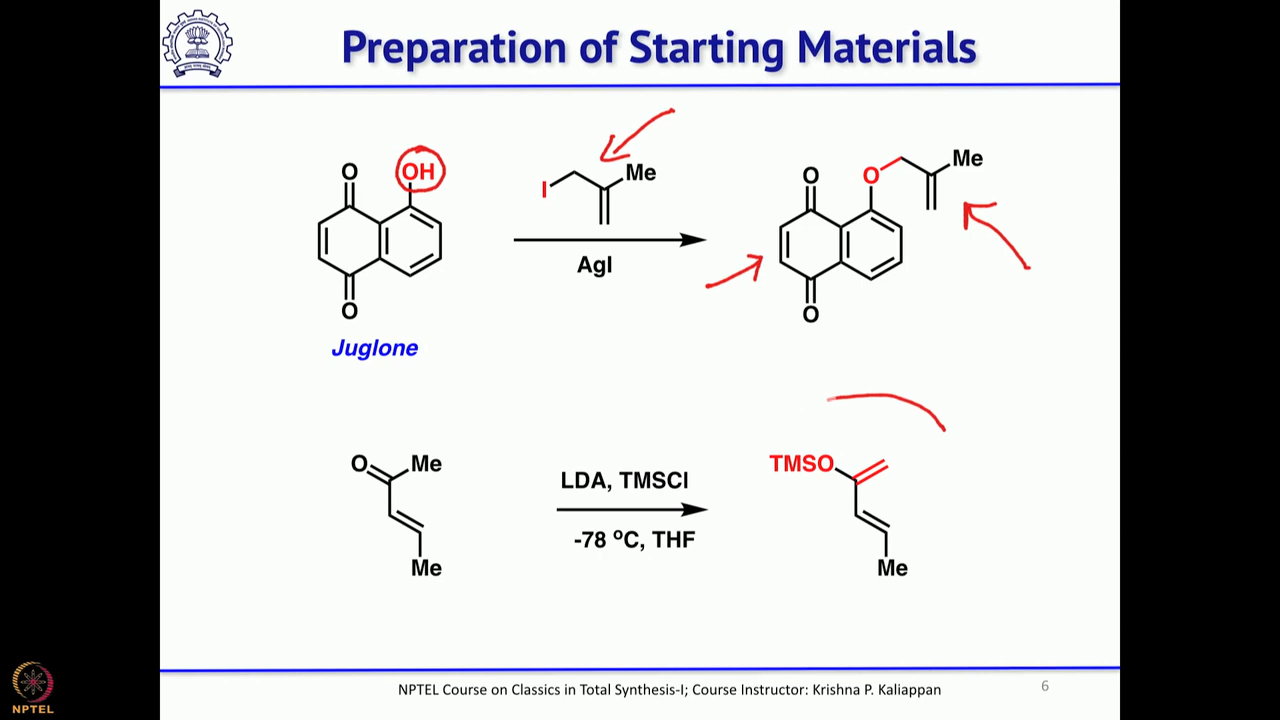 Preparation of Starting Materials
O
OH
I
Me
AgI
O
Juglone
O
O
Me
O
O
Me
Me
LDA, TMSCl
-78 ºC, THF
TMSO
Me
NPTEL
NPTEL Course on Classics in Total Synthesis-I; Course Instructor: Krishna P. Kaliappan
6